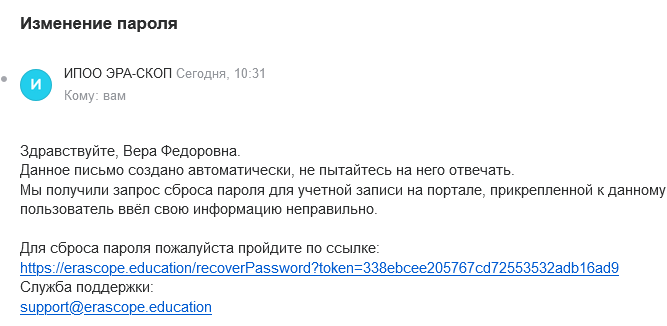 Изменение пароля
И
ИПОО ЭРА-СКОП Сегодня, 10:31
Кому: вам
Здравствуйте, Вера Федоровна.
Данное письмо создано автоматически, не пытайтесь на него отвечать.
Мы получили запрос сброса пароля для учетной записи на портале, прикрепленной к данному
пользователь ввёл свою информацию неправильно.
Для сброса пароля пожалуйста пройдите по ссылке:
https://erascope.education/recoverPassword?token=338ebcee205767cd72553532adb16ad9
Служба поддержки:
support@erascope.education